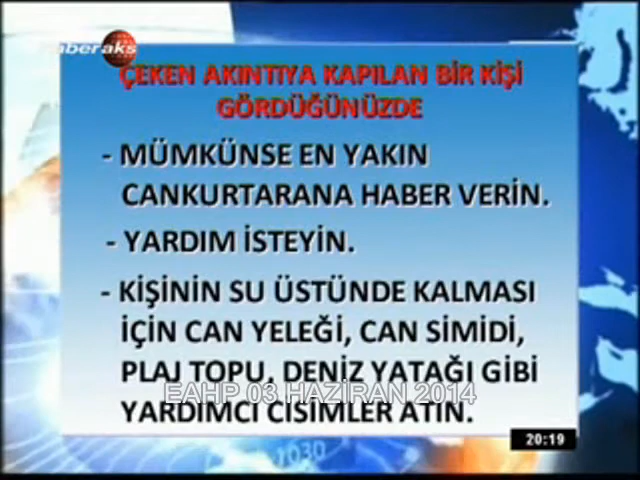 haberaks
ÇEKEN AKINTIYA KAPILAN BİR KİŞİ
GÖRDÜĞÜNÜZDE
- MÜMKÜNSE EN YAKIN
CANKURTARANA HABER VERİN.
- YARDIM İSTEYİN.
- KİŞİNİN SU ÜSTÜNDE KALMASI
İÇİN CAN YELEĞİ, CAN SİMİDİ,
PLAJ TOPU, DENİZ YATAĞI GİBİ
EAHP 03 HAZİRAN 2014
YARDIMCI CİSİMLER ATIN.
20:19
1030